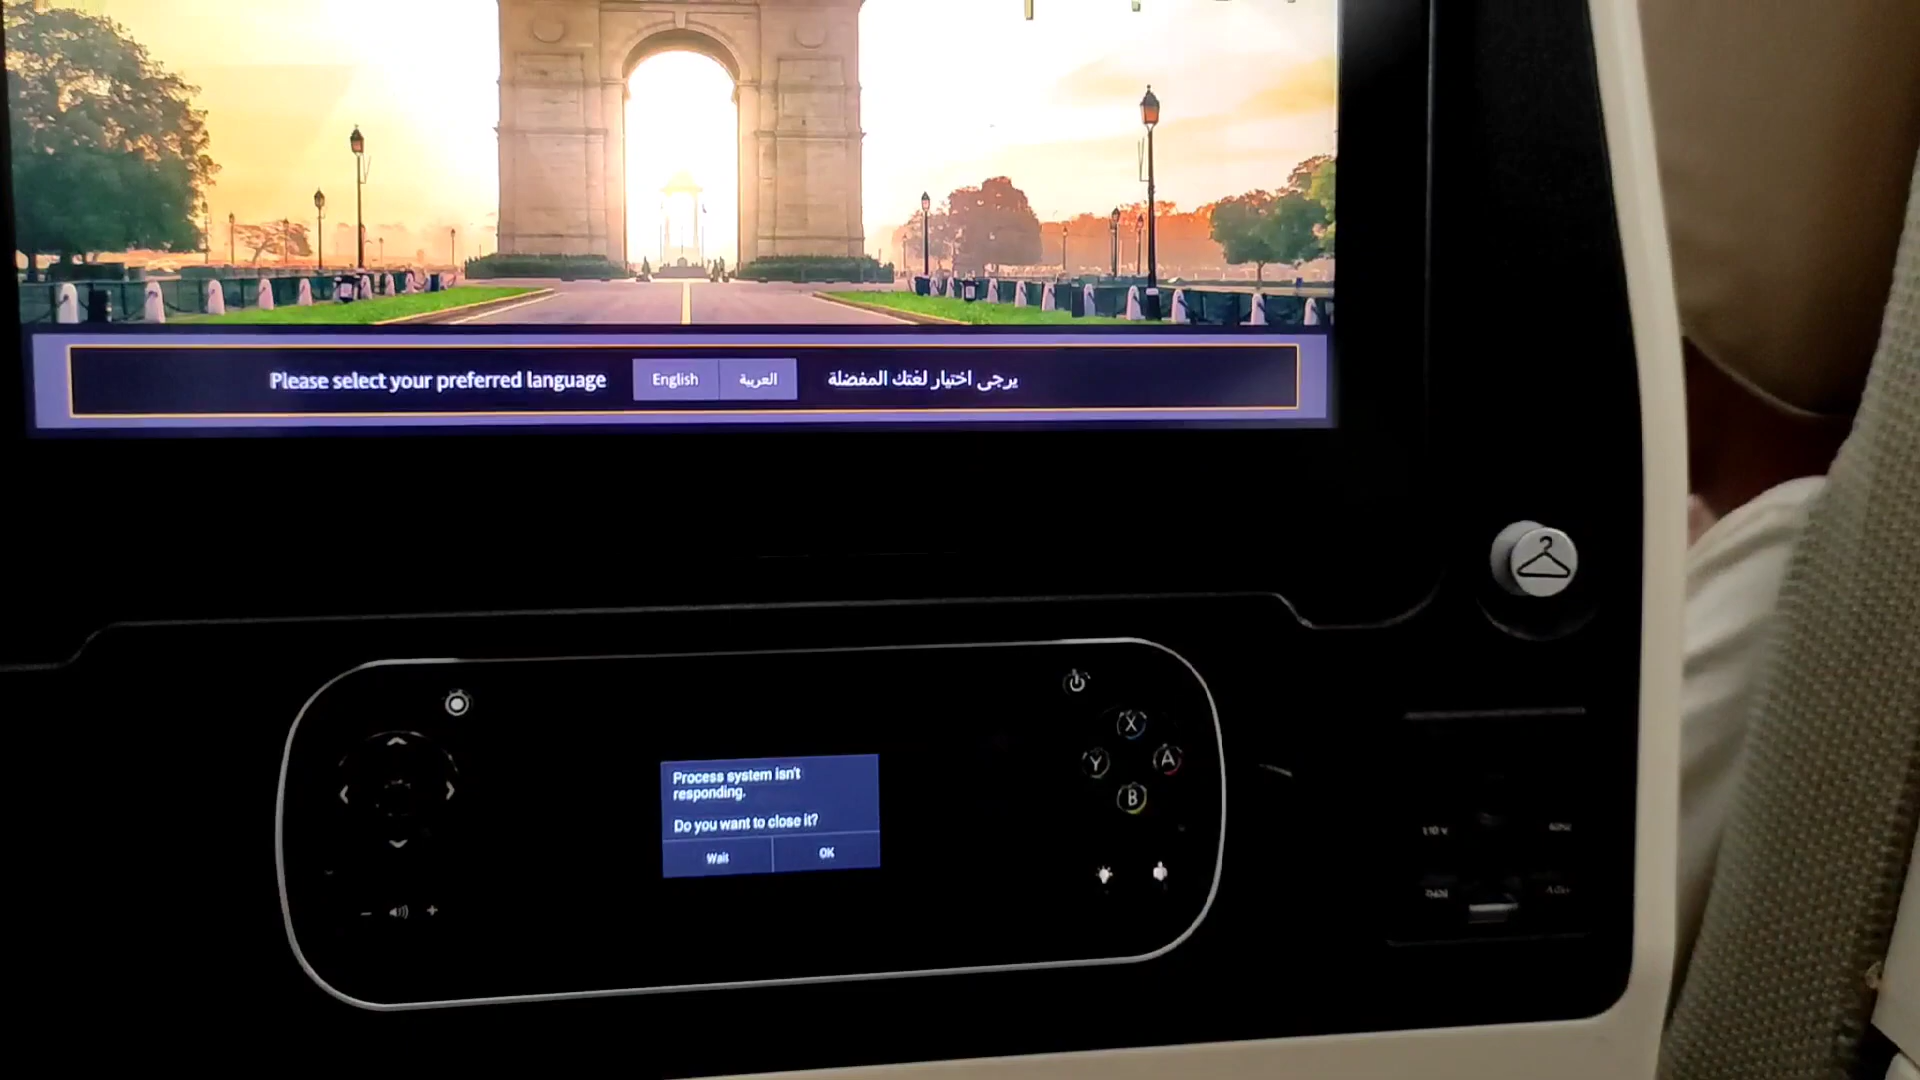 Please select your preferred language
English
العربية
يرجى اختيار لغتك المفضلة
Process system isn't
responding.
Do you want to close it?
Wait
OK
X
Y
A
B
110 V